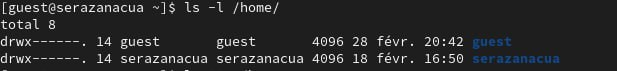 [guest@serazanacua ~]$ ls -l /home/
total 8
drwx------. 14 guest       guest       4096 28 févr. 20:42 guest
drwx------. 14 serazanacua serazanacua 4096 18 févr. 16:50 serazanacua